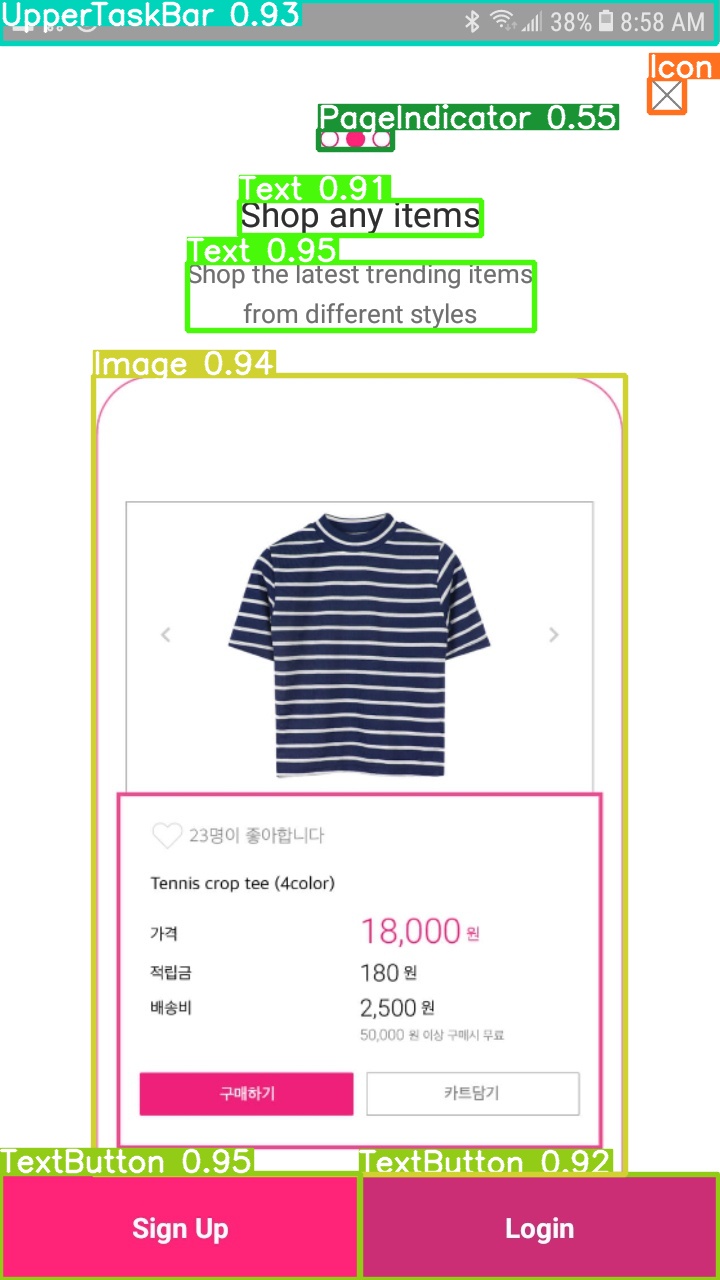 UpperTaskBar 0.93
38% 8:58 AM
Icon
PageIndicator 0.55
Text 0.91
Shop any items
Text 0.95
Shop the latest trending items
from different styles
Image 0.94
23명이 좋아합니다
Tennis crop tee (4color)
가격 18,000 원
적립금 180 원
배송비 2,500 원
50,000 원 이상 구매시 무료
구매하기 카트담기
TextButton 0.95 TextButton 0.92
Sign Up Login